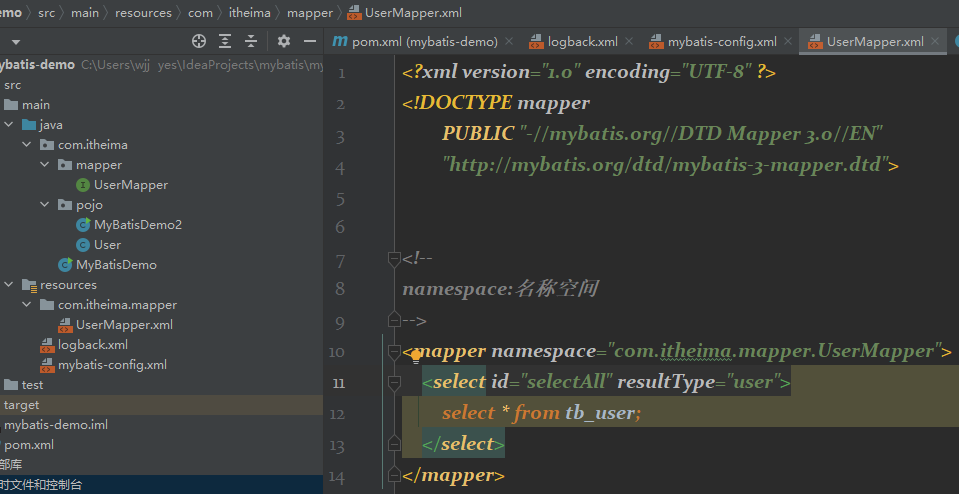 emo > src > main > resources > com > itheima > mapper > UserMapper.xml
pom.xml (mybatis-demo) × logback.xml × mybatis-config.xml × UserMapper.xml ×
ybatis-demo C:\Users\wjj yes\IdeaProjects\mybatis\my
src
main
java
com.itheima
mapper
UserMapper
pojo
MyBatisDemo2
User
MyBatisDemo
resources
com.itheima.mapper
UserMapper.xml
logback.xml
mybatis-config.xml
test
target
mybatis-demo.iml
pom.xml
部库
时文件和控制台
1 <?xml version="1.0" encoding="UTF-8" ?>
2 <!DOCTYPE mapper
3 PUBLIC "-//mybatis.org//DTD Mapper 3.0//EN"
4 "http://mybatis.org/dtd/mybatis-3-mapper.dtd">
5
6
7 <!--
8 namespace:名称空间
9 -->
10 <mapper namespace="com.itheima.mapper.UserMapper">
11 <select id="selectAll" resultType="user">
12 select * from tb_user;
13 </select>
14 </mapper>